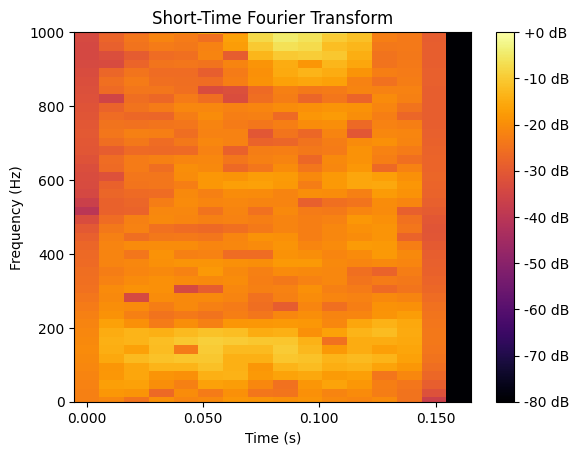 Short-Time Fourier Transform
Frequency (Hz)
1000
800
600
400
200
0
0.000
0.050
0.100
0.150
Time (s)
+0 dB
-10 dB
-20 dB
-30 dB
-40 dB
-50 dB
-60 dB
-70 dB
-80 dB